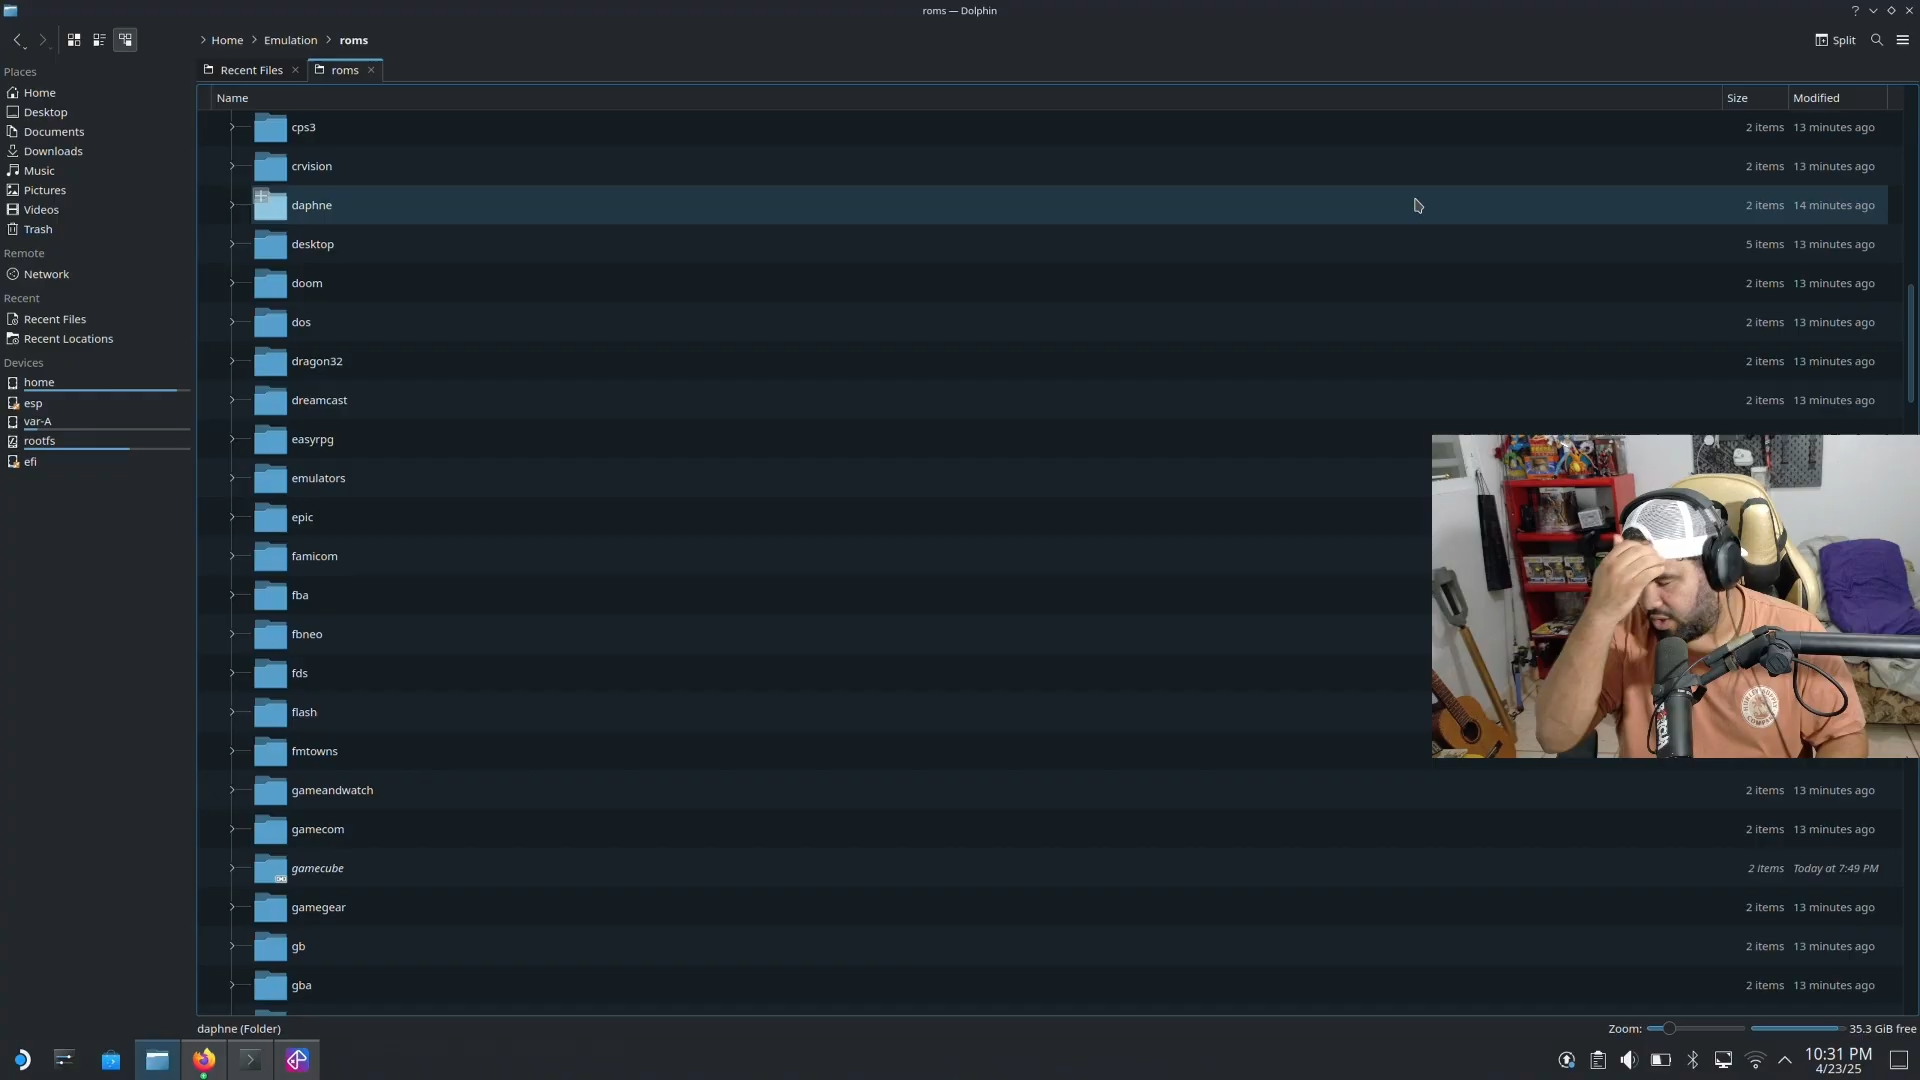 roms — Dolphin
Home
Emulation
roms
Split
Recent Files
roms
Places
Home
Desktop
Documents
Downloads
Music
Pictures
Videos
Trash
Remote
Network
Recent
Recent Files
Recent Locations
Devices
home
esp
var-A
rootfs
efi
Name Size Modified
cps3 2 items 13 minutes ago
crvision 2 items 13 minutes ago
daphne 2 items 14 minutes ago
desktop 5 items 13 minutes ago
doom 2 items 13 minutes ago
dos 2 items 13 minutes ago
dragon32 2 items 13 minutes ago
dreamcast 2 items 13 minutes ago
easyrpg
emulators
epic
famicom
fba
fbneo
fds
flash
fmtowns
gameandwatch 2 items 13 minutes ago
gamecom 2 items 13 minutes ago
gamecube 2 Items Today at 7:49 PM
gamegear 2 items 13 minutes ago
gb 2 items 13 minutes ago
gba 2 items 13 minutes ago
daphne (Folder)
Zoom:
35.3 GiB free
10:31 PM
4/23/25